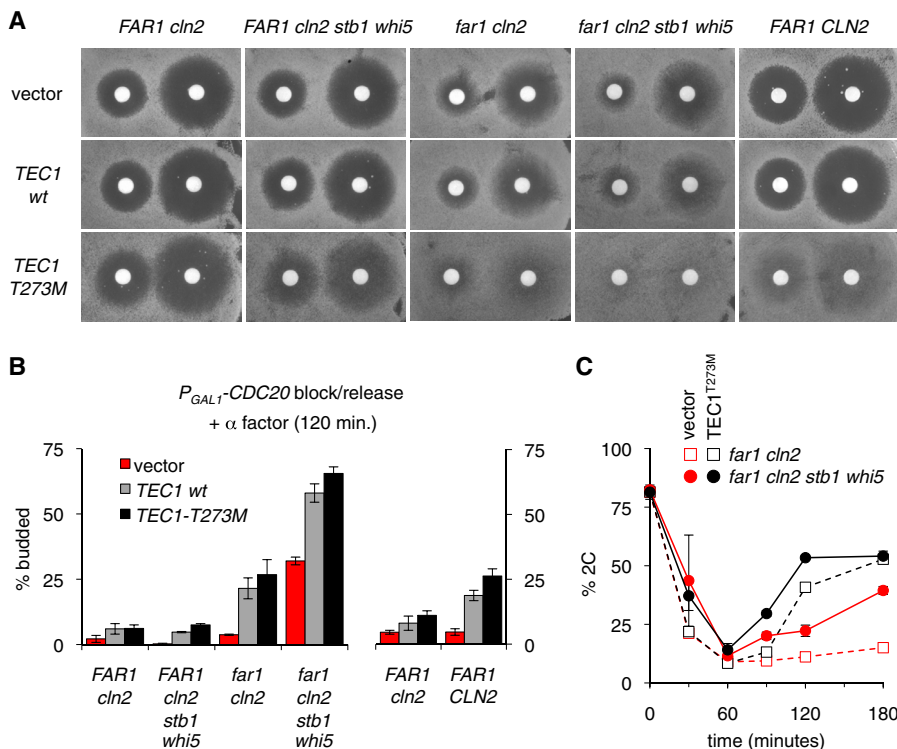 A
FAR1 cln2
FAR1 cln2 stb1 whi5
far1 cln2
far1 cln2 stb1 whi5
FAR1 CLN2
vector
TEC1
wt
TEC1
T273M
B
P_GAL1-CDC20 block/release
+ α factor (120 min.)
75
50
25
0
% budded
vector
TEC1 wt
TEC1-T273M
75
50
25
0
FAR1
cln2
FAR1
cln2
stb1
whi5
far1
cln2
far1
cln2
stb1
whi5
FAR1
cln2
FAR1
CLN2
C
vector
TEC1^T273M
far1 cln2
far1 cln2 stb1 whi5
100
75
50
25
0
% 2C
0
60
120
180
time (minutes)